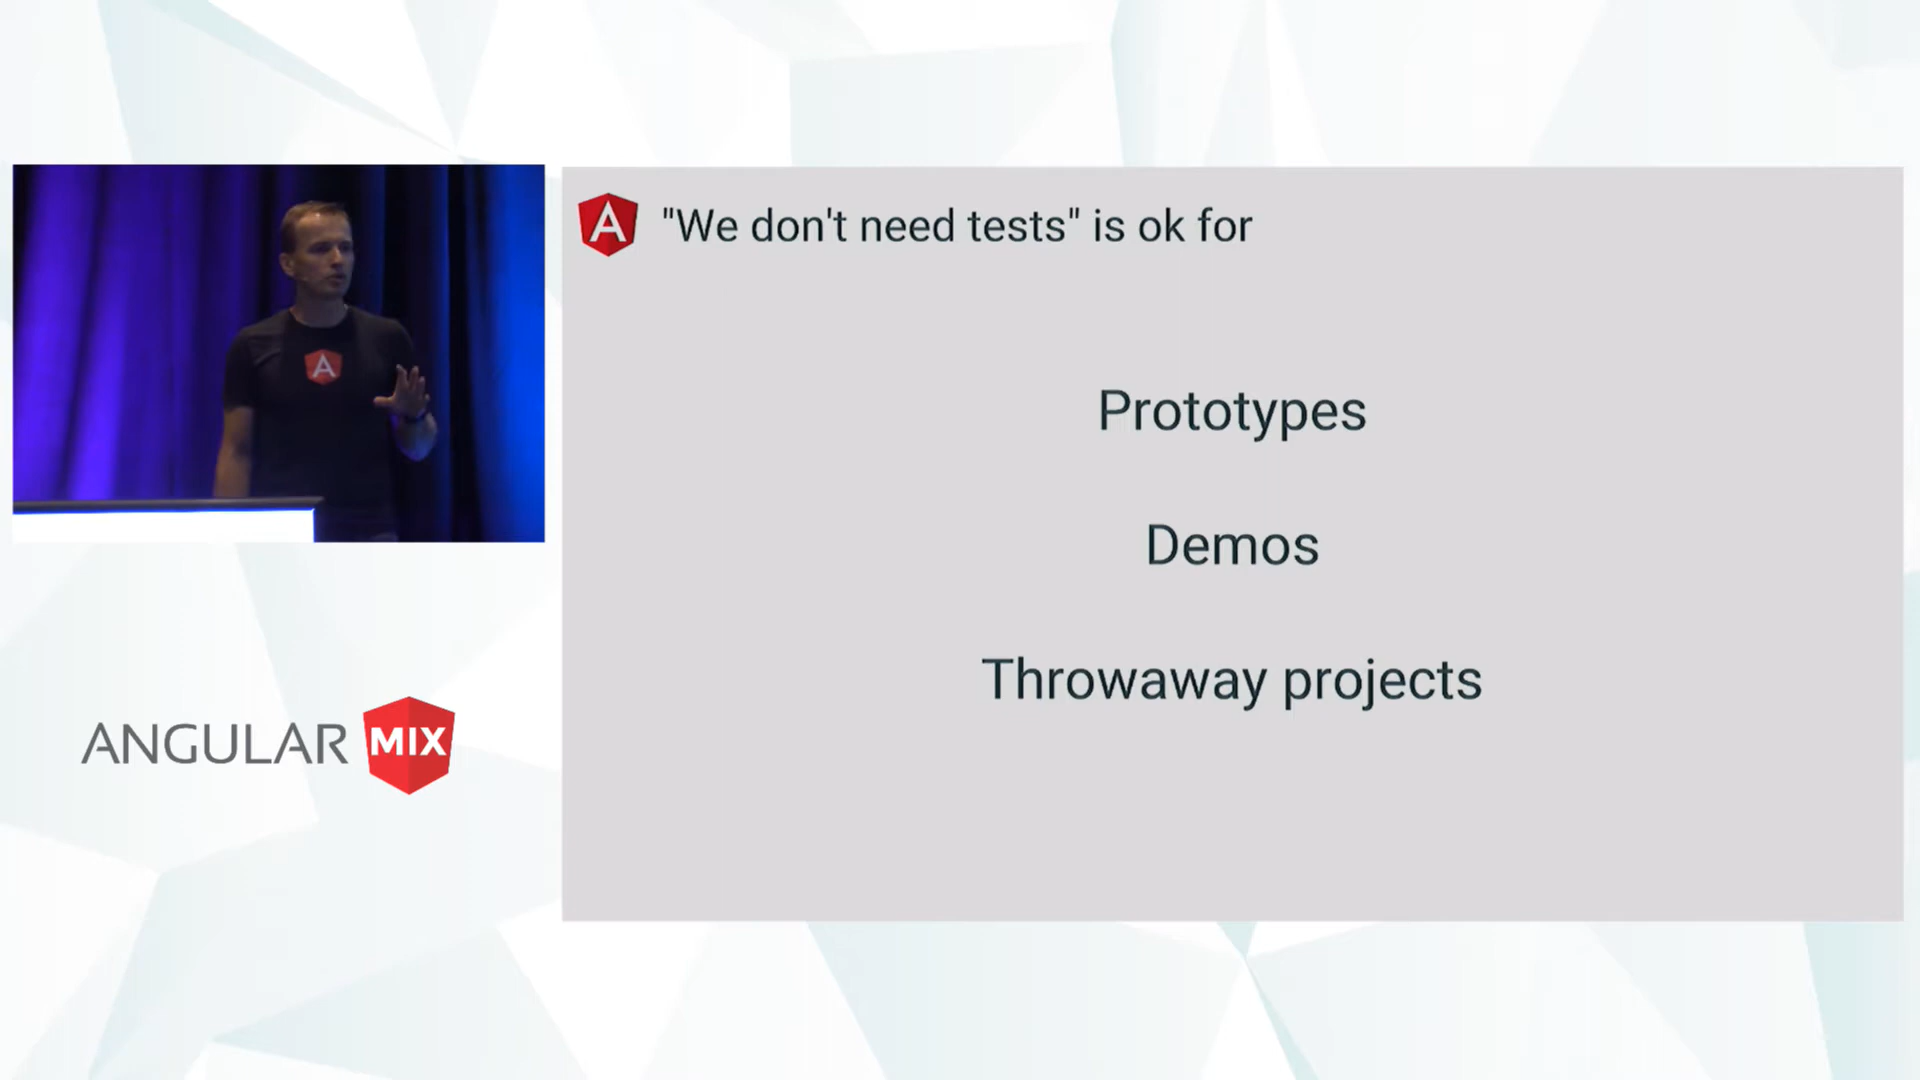 A "We don't need tests" is ok for
Prototypes
Demos
Throwaway projects
A
ANGULAR MIX